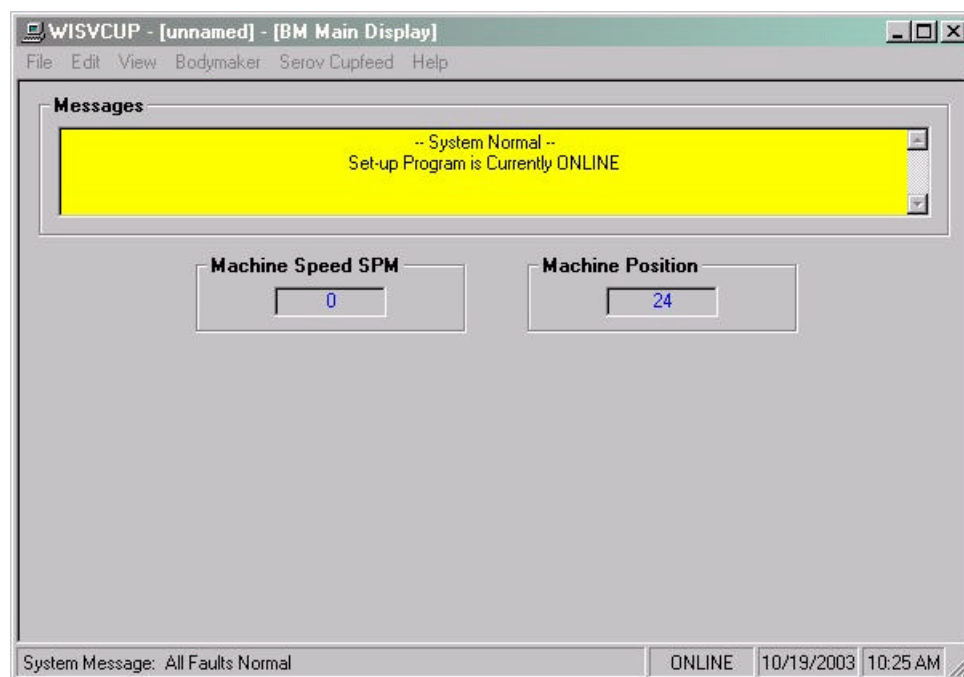 WISVCUP - [unnamed] - [BM Main Display]
File Edit View Bodymaker Serov Cupfeed Help
Messages
-- System Normal --
Set-up Program is Currently ONLINE
Machine Speed SPM Machine Position
0 24
System Message: All Faults Normal ONLINE 10/19/2003 10:25 AM